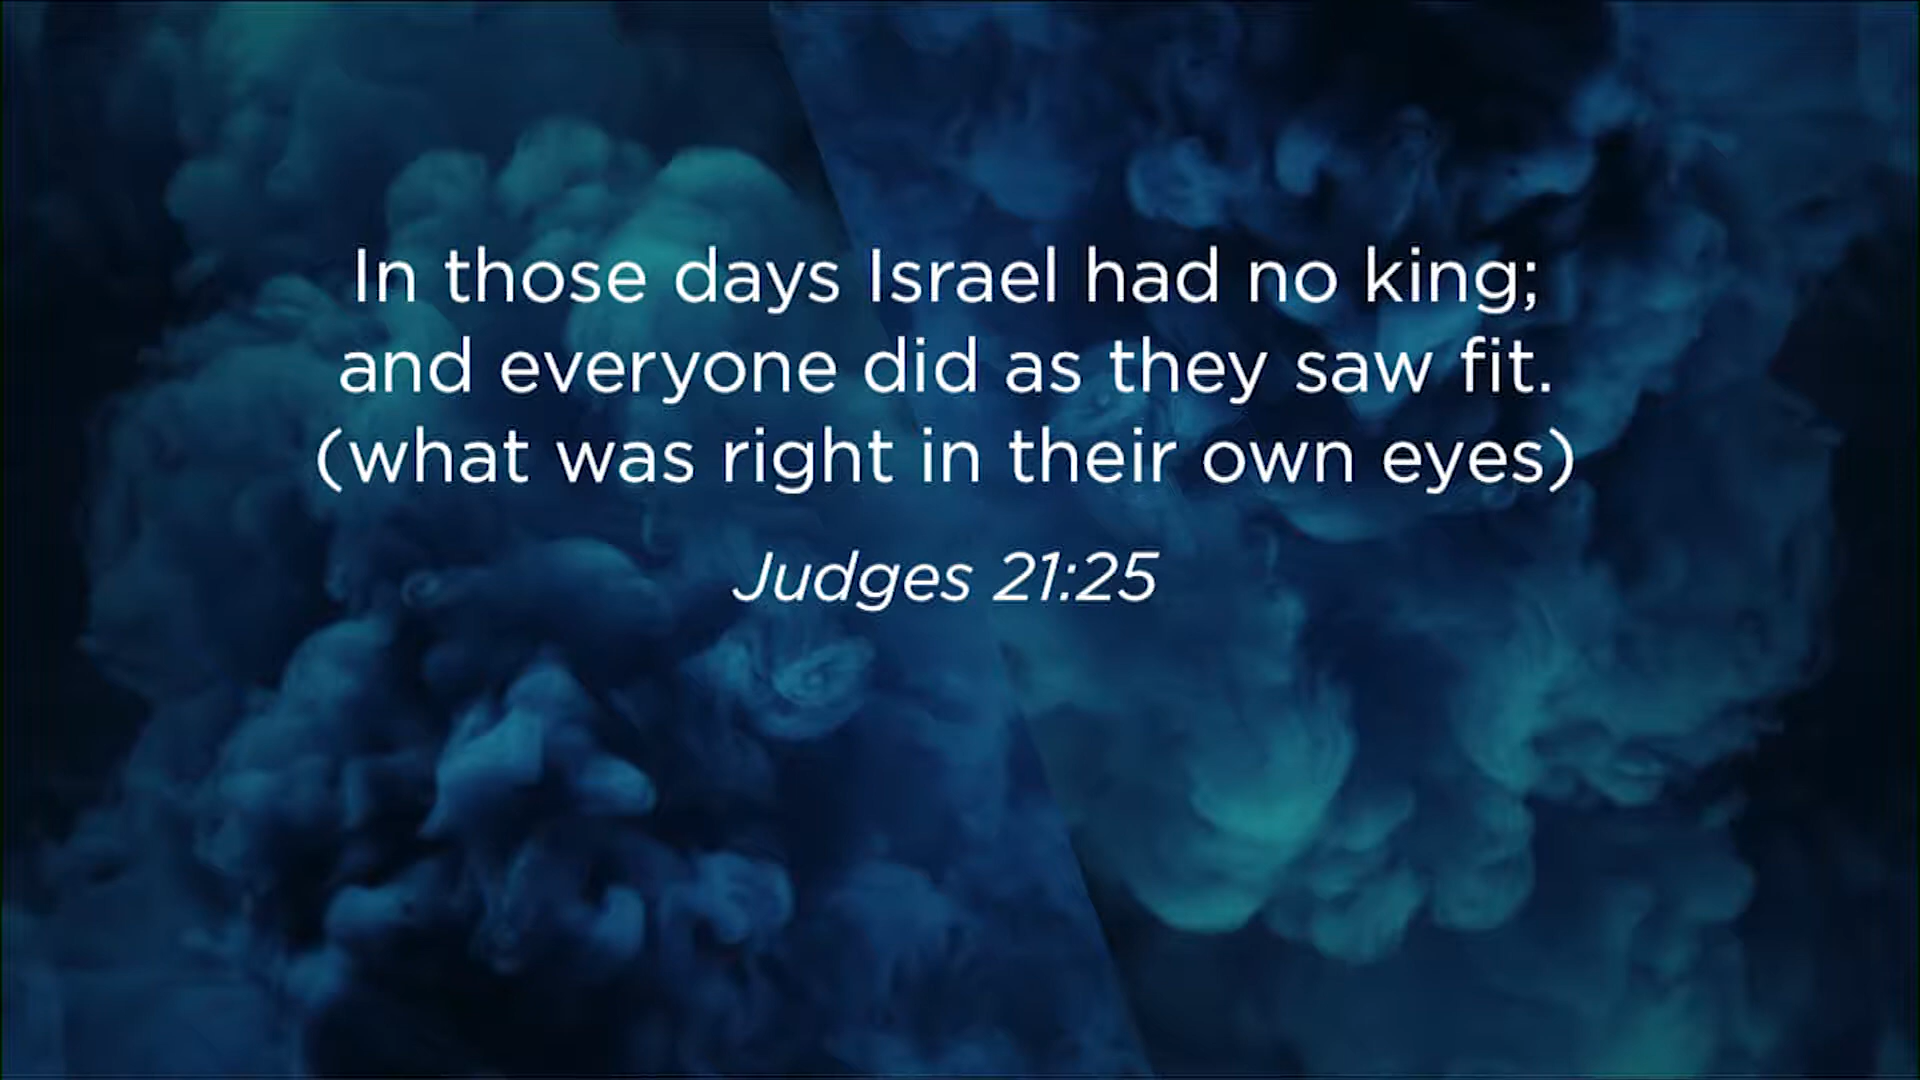 In those days Israel had no king;
and everyone did as they saw fit.
(what was right in their own eyes)
Judges 21:25